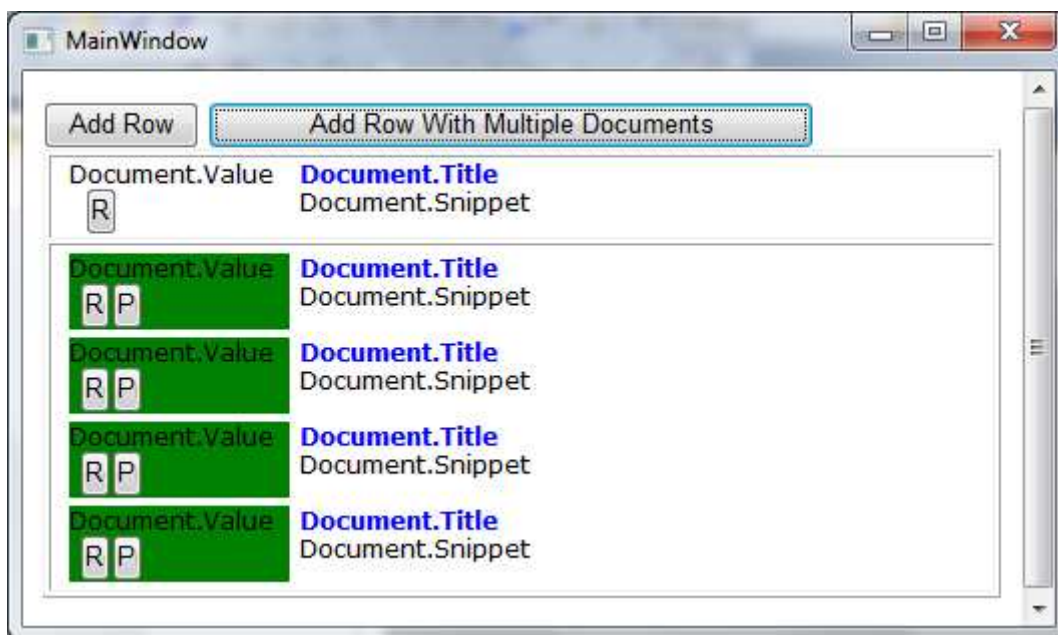 MainWindow
Add Row Add Row With Multiple Documents
Document.Value Document.Title
R Document.Snippet
Document.Value Document.Title
R P Document.Snippet
Document.Value Document.Title
R P Document.Snippet
Document.Value Document.Title
R P Document.Snippet
Document.Value Document.Title
R P Document.Snippet